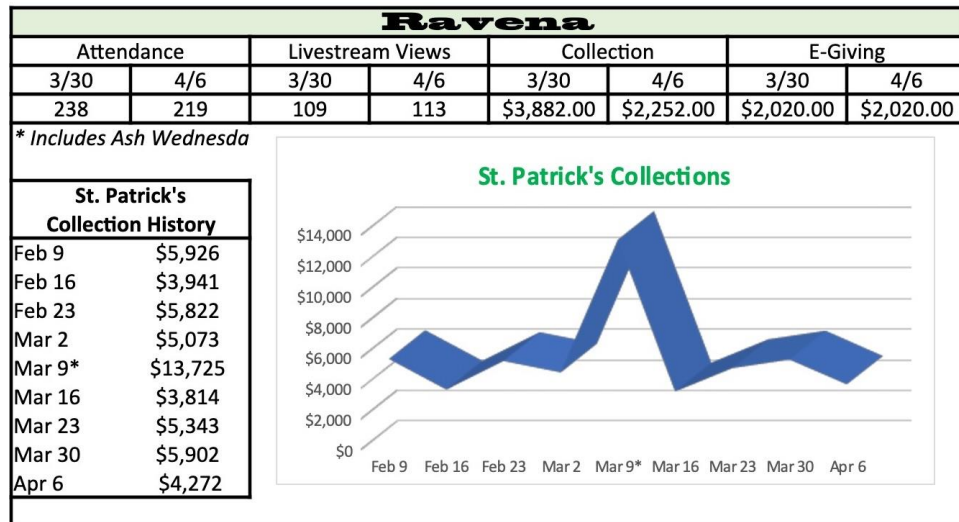 Ravena
Attendance Livestream Views Collection E-Giving
3/30 4/6 3/30 4/6 3/30 4/6 3/30 4/6
238 219 109 113 $3,882.00 $2,252.00 $2,020.00 $2,020.00
* Includes Ash Wednesda
St. Patrick's
Collection History
Feb 9 $5,926
Feb 16 $3,941
Feb 23 $5,822
Mar 2 $5,073
Mar 9* $13,725
Mar 16 $3,814
Mar 23 $5,343
Mar 30 $5,902
Apr 6 $4,272
St. Patrick's Collections
$14,000
$12,000
$10,000
$8,000
$6,000
$4,000
$2,000
$0
Feb 9 Feb 16 Feb 23 Mar 2 Mar 9* Mar 16 Mar 23 Mar 30 Apr 6